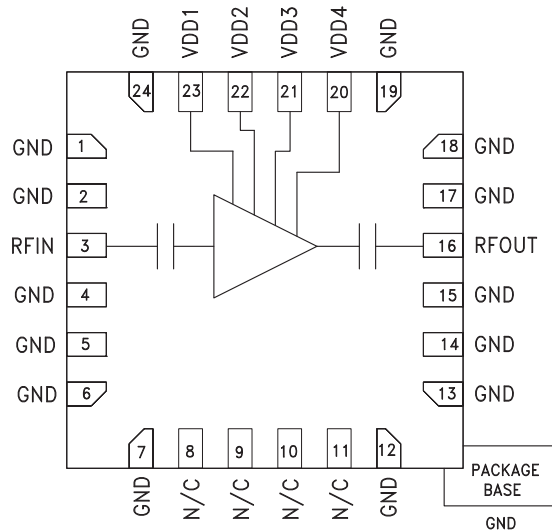 GND
VDD1
VDD2
VDD3
VDD4
GND
24
23
22
21
20
19
GND
1
18
GND
GND
2
17
GND
RFIN
3
16
RFOUT
GND
4
15
GND
GND
5
14
GND
GND
6
13
GND
7
8
9
10
11
12
GND
N/C
N/C
N/C
N/C
GND
PACKAGE
BASE
GND